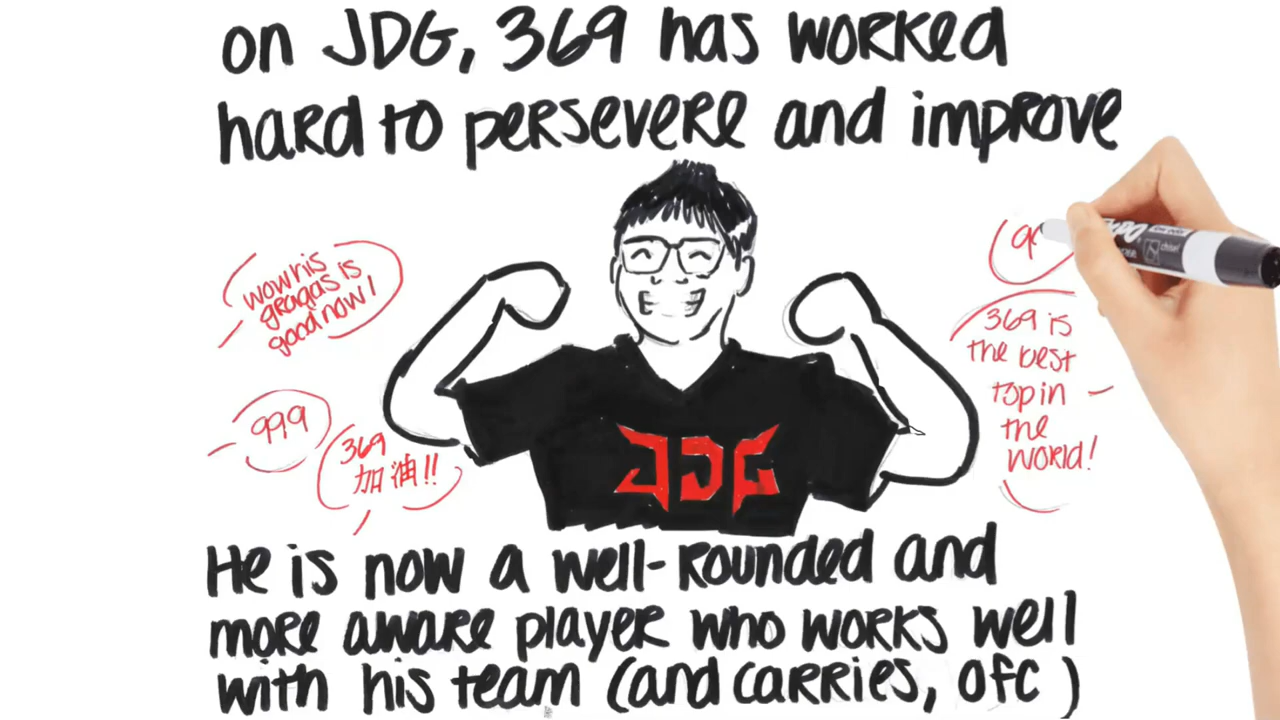 on JDG, 369 has worked
hard to persevere and improve
wow his
gragas is
good now!
999
369
加油!!
JDG
369 is
the best
top in
the
world!
EXPO
He is now a well-rounded and
more aware player who works well
with his team (and carries, ofc)